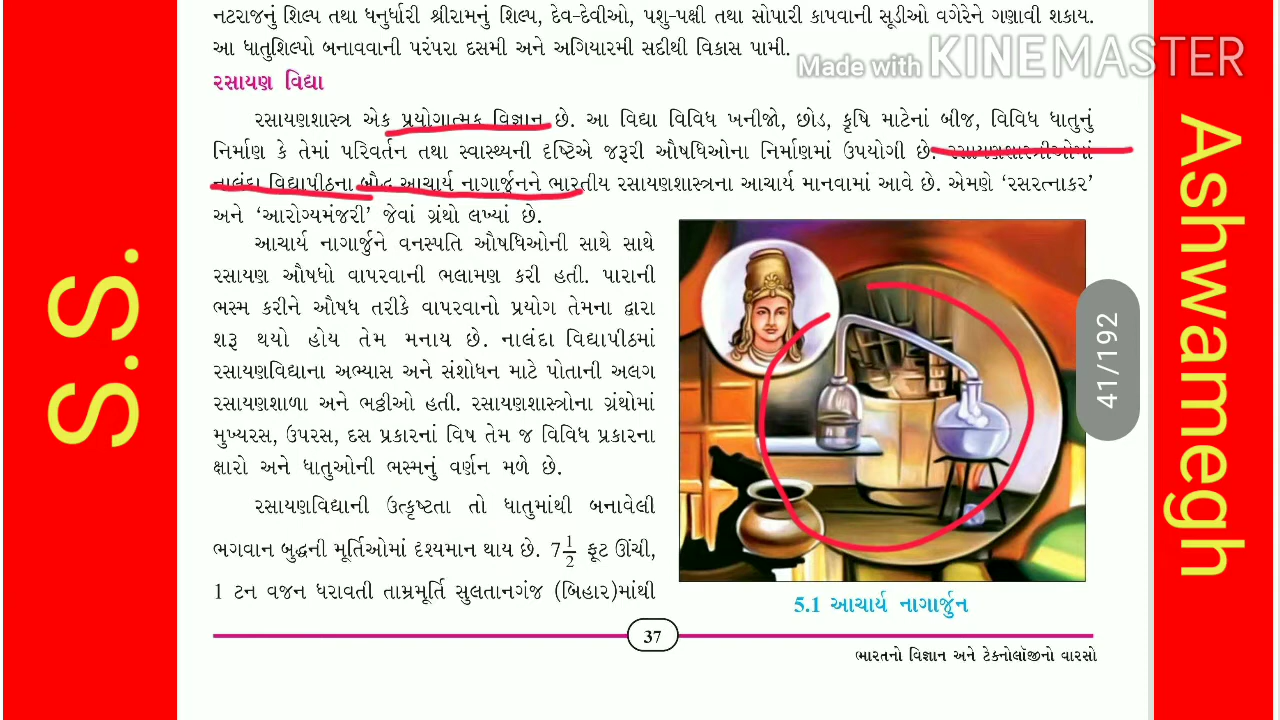 નટરાજનું શિલ્પ તથા ધનુર્ધારી શ્રીરામનું શિલ્પ, દેવ-દેવીઓ, પશુ-પક્ષી તથા સોપારી કાપવાની સૂડીઓ વગેરેને ગણાવી શકાય.
આ ધાતુશિલ્પો બનાવવાની પરંપરા દસમી અને અગિયારમી સદીથી વિકાસ પામી.
Made with KINEMASTER
રસાયણ વિદ્યા
રસાયણશાસ્ત્ર એક પ્રયોગાત્મક વિજ્ઞાન છે. આ વિદ્યા વિવિધ ખનીજો, છોડ, કૃષિ માટેનાં બીજ, વિવિધ ધાતુનું
નિર્માણ કે તેમાં પરિવર્તન તથા સ્વાસ્થ્યની દૃષ્ટિએ જરૂરી ઔષધિઓના નિર્માણમાં ઉપયોગી છે. રસાયણશાસ્ત્રીઓમાં
નાલંદા વિદ્યાપીઠના બૌદ્ધ આચાર્ય નાગાર્જુનને ભારતીય રસાયણશાસ્ત્રના આચાર્ય માનવામાં આવે છે. એમણે ‘રસરત્નાકર’
અને ‘આરોગ્યમંજરી’ જેવાં ગ્રંથો લખ્યાં છે.
આચાર્ય નાગાર્જુને વનસ્પતિ ઔષધિઓની સાથે સાથે
રસાયણ ઔષધો વાપરવાની ભલામણ કરી હતી. પારાની
ભસ્મ કરીને ઔષધ તરીકે વાપરવાનો પ્રયોગ તેમના દ્વારા
શરૂ થયો હોય તેમ મનાય છે. નાલંદા વિદ્યાપીઠમાં
રસાયણવિદ્યાના અભ્યાસ અને સંશોધન માટે પોતાની અલગ
રસાયણશાળા અને ભટ્ઠીઓ હતી. રસાયણશાસ્ત્રોના ગ્રંથોમાં
મુખ્યરસ, ઉપરસ, દસ પ્રકારનાં વિષ તેમ જ વિવિધ પ્રકારના
ક્ષારો અને ધાતુઓની ભસ્મનું વર્ણન મળે છે.
રસાયણવિદ્યાની ઉત્કૃષ્ટતા તો ધાતુમાંથી બનાવેલી
ભગવાન બુદ્ધની મૂર્તિઓમાં દૃશ્યમાન થાય છે. 7 1/2 ફૂટ ઊંચી,
1 ટન વજન ધરાવતી તામ્રમૂર્તિ સુલતાનગંજ (બિહાર)માંથી
5.1 આચાર્ય નાગાર્જુન
37
ભારતનો વિજ્ઞાન અને ટેકનોલૉજીનો વારસો
41/192
S.S.
Ashwamegh